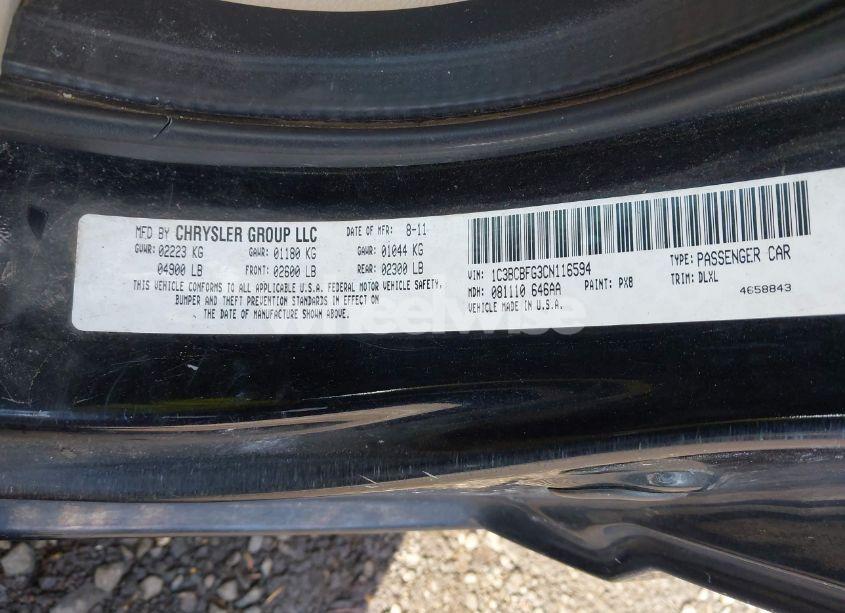 MFD BY CHRYSLER GROUP LLC DATE OF MFR: 8-11
GVWR: 02223 KG GAWR: 01180 KG GAWR: 01044 KG
04900 LB FRONT: 02600 LB REAR: 02300 LB
THIS VEHICLE CONFORMS TO ALL APPLICABLE U.S.A. FEDERAL MOTOR VEHICLE SAFETY,
BUMPER AND THEFT PREVENTION STANDARDS IN EFFECT ON
THE DATE OF MANUFACTURE SHOWN ABOVE.
VIN: 1C3BCBFG3CN116594 TYPE: PASSENGER CAR
MDH: 081110 646AA PAINT: PX8 TRIM: DLXL
VEHICLE MADE IN U.S.A. 4658843
wheelwise